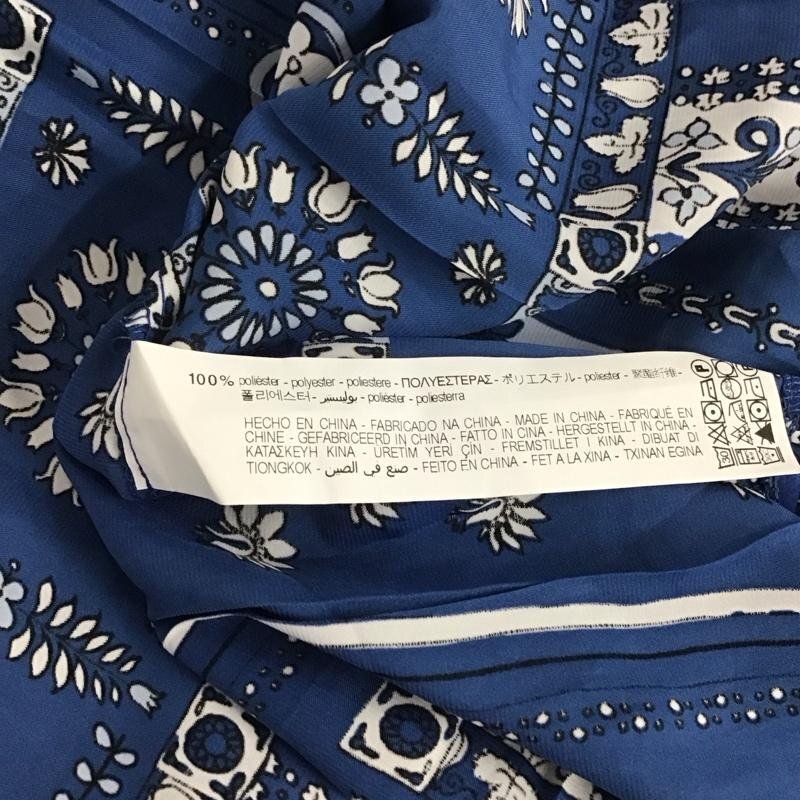 100% poliéster - polyester - poliestere - ΠΟΛΥΕΣΤΕΡΑΣ - ポリエステル - poliester - 聚酯纤维 -
폴리에스터 - بوليستر - poliéster - poliesterra
HECHO EN CHINA - FABRICADO NA CHINA - MADE IN CHINA - FABRIQUÉ EN
CHINE - GEFABRICEERD IN CHINA - FATTO IN CINA - HERGESTELLT IN CHINA -
ΚΑΤΑΣΚΕΥΗ ΚΙΝΑ - ÜRETİM YERİ ÇİN - FREMSTILLET I KINA - DIBUAT DI
TIONGKOK - صنع في الصين - FEITO EN CHINA - FET A LA XINA - TXINAN EGINA